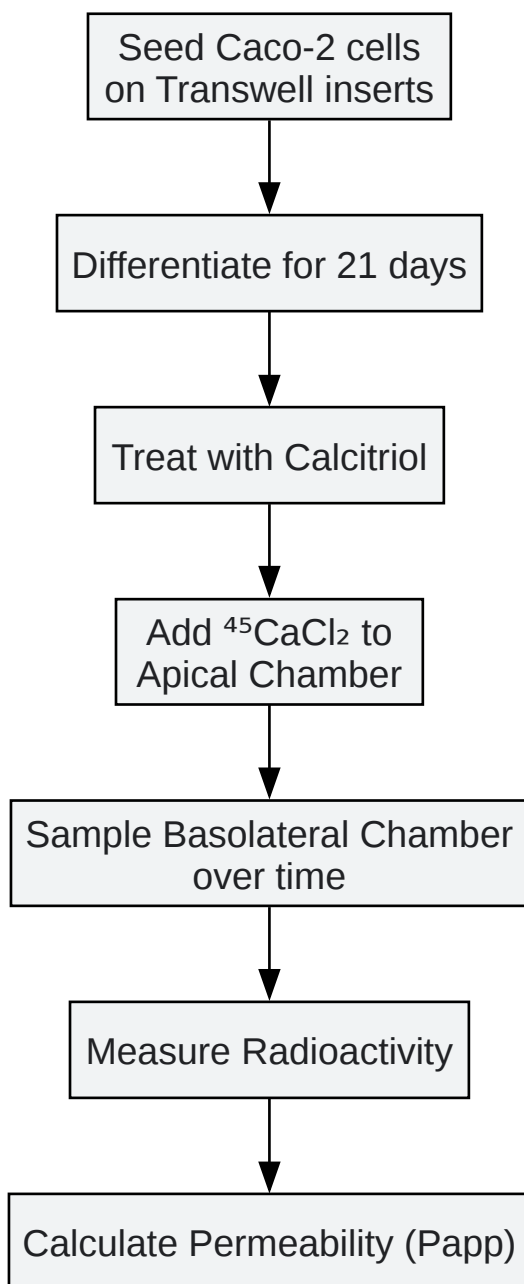 Seed Caco-2 cells
on Transwell inserts
Differentiate for 21 days
Treat with Calcitriol
Add ⁴⁵CaCl₂ to
Apical Chamber
Sample Basolateral Chamber
over time
Measure Radioactivity
Calculate Permeability (Papp)